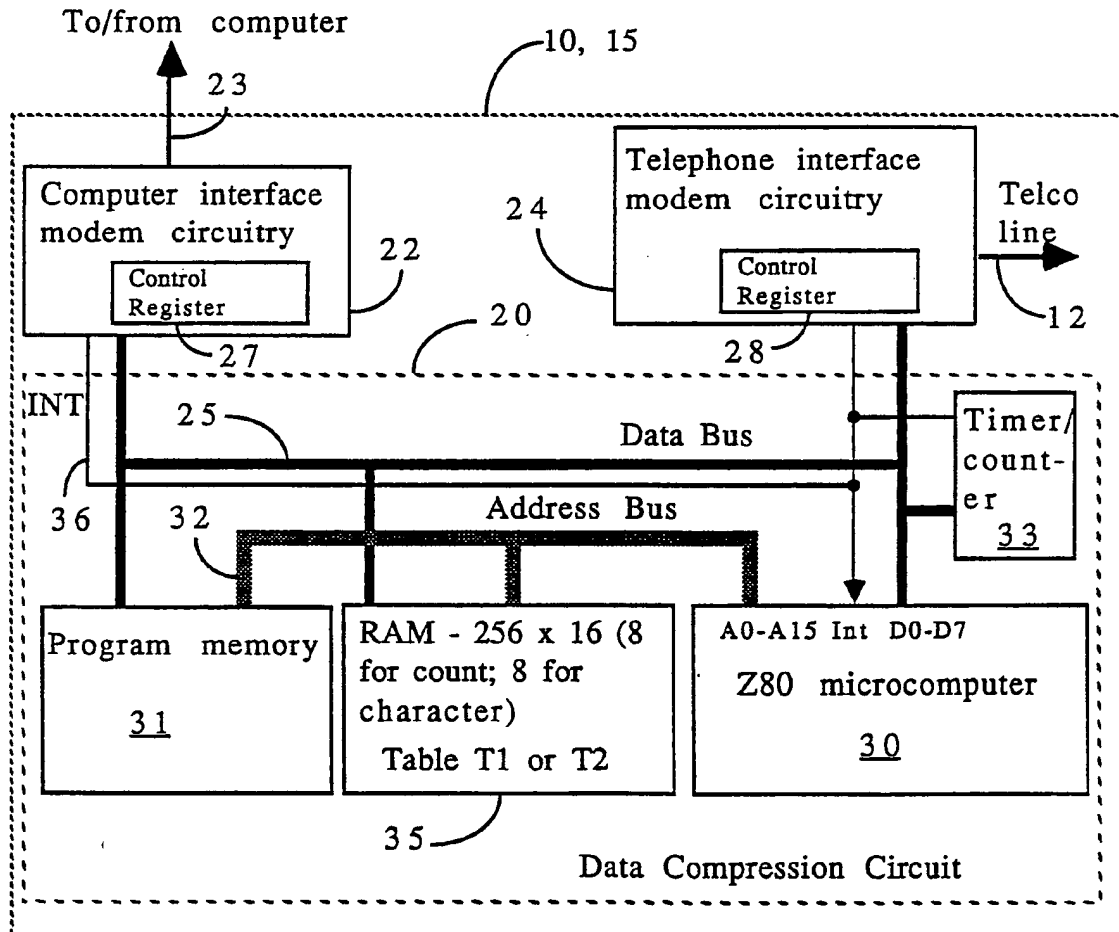 To/from computer
10, 15
23
Computer interface
modem circuitry
Control
Register
22
27
Telephone interface
modem circuitry
24
Control
Register
28
Telco
line
12
20
INT
25
Data Bus
36
32
Address Bus
Timer/
count-
er
33
Program memory
31
RAM - 256 x 16 (8
for count; 8 for
character)
Table T1 or T2
35
A0-A15 Int D0-D7
Z80 microcomputer
30
Data Compression Circuit